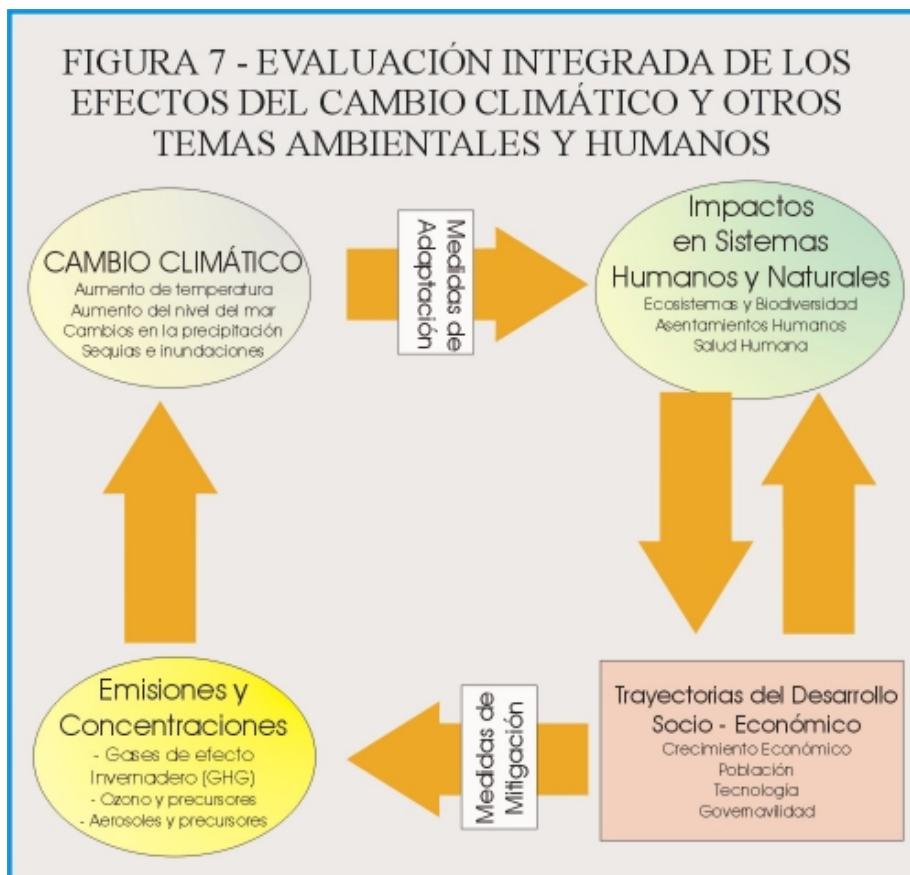 FIGURA 7 - EVALUACIÓN INTEGRADA DE LOS
EFECTOS DEL CAMBIO CLIMÁTICO Y OTROS
TEMAS AMBIENTALES Y HUMANOS
CAMBIO CLIMÁTICO
Aumento de temperatura
Aumento del nivel del mar
Cambios en la precipitación
Sequias e inundaciones
Medidas de
Adaptación
Impactos
en Sistemas
Humanos y Naturales
Ecosistemas y Biodiversidad
Asentamientos Humanos
Salud Humana
Emisiones y
Concentraciones
- Gases de efecto
Invernadero (GHG)
- Ozono y precursores
- Aerosoles y precursores
Medidas de
Mitigación
Trayectorias del Desarrollo
Socio - Económico
Crecimiento Económico
Población
Tecnología
Governavilidad